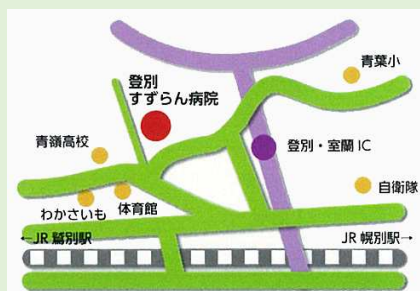 青葉小
登別
すずらん病院
青嶺高校
登別・室蘭 IC
わかさいも
体育館
自衛隊
←JR 鷲別駅
JR 幌別駅→